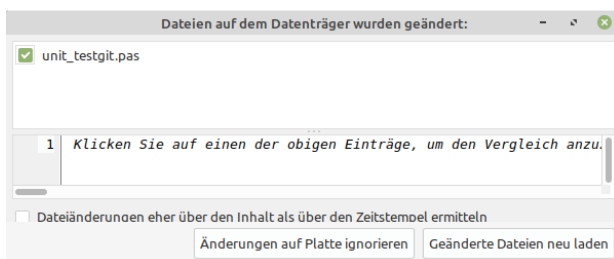 Dateien auf dem Datenträger wurden geändert:
unit_testgit.pas
1 Klicken Sie auf einen der obigen Einträge, um den Vergleich anzu
Dateiänderungen eher über den Inhalt als über den Zeitstempel ermitteln
Änderungen auf Platte ignorieren
Geänderte Dateien neu laden